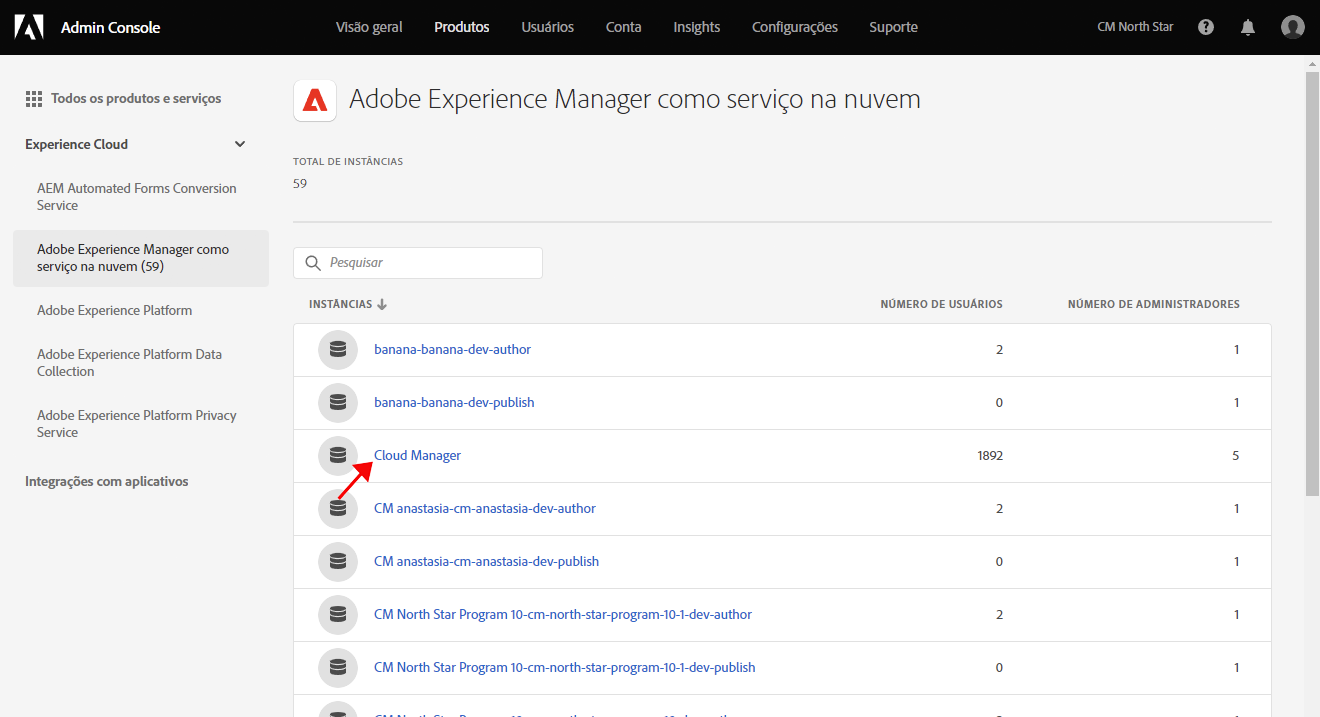 Admin Console
Visão geral
Produtos
Usuários
Conta
Insights
Configurações
Suporte
CM North Star
Todos os produtos e serviços
Experience Cloud
AEM Automated Forms Conversion
Service
Adobe Experience Manager como
serviço na nuvem (59)
Adobe Experience Platform
Adobe Experience Platform Data
Collection
Adobe Experience Platform Privacy
Service
Integrações com aplicativos
Adobe Experience Manager como serviço na nuvem
TOTAL DE INSTÂNCIAS
59
Pesquisar
INSTÂNCIAS NÚMERO DE USUÁRIOS NÚMERO DE ADMINISTRADORES
banana-banana-dev-author 2 1
banana-banana-dev-publish 0 1
Cloud Manager 1892 5
CM anastasia-cm-anastasia-dev-author 2 1
CM anastasia-cm-anastasia-dev-publish 0 1
CM North Star Program 10-cm-north-star-program-10-1-dev-author 2 1
CM North Star Program 10-cm-north-star-program-10-1-dev-publish 0 1